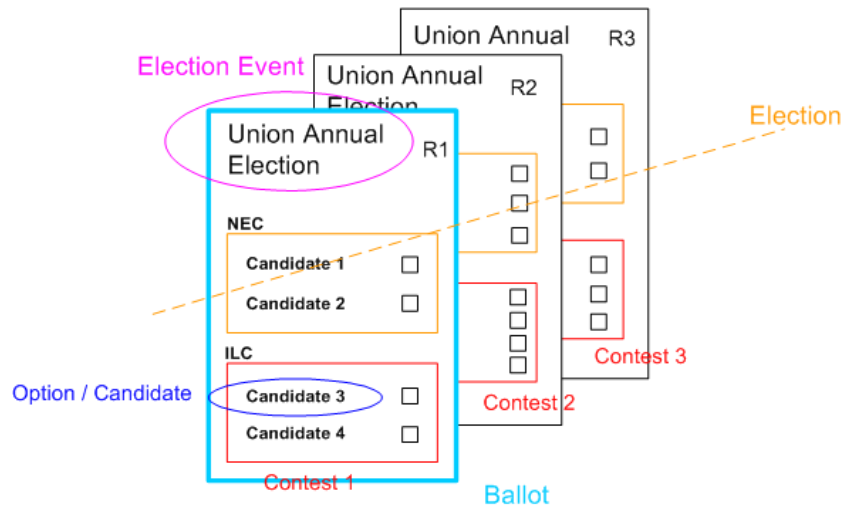 Union Annual
R3
Election Event
Union Annual
Election
R2
Election
Union Annual
Election
R1
NEC
Candidate 1
Candidate 2
ILC
Contest 3
Option / Candidate
Candidate 3
Contest 2
Candidate 4
Contest 1
Ballot